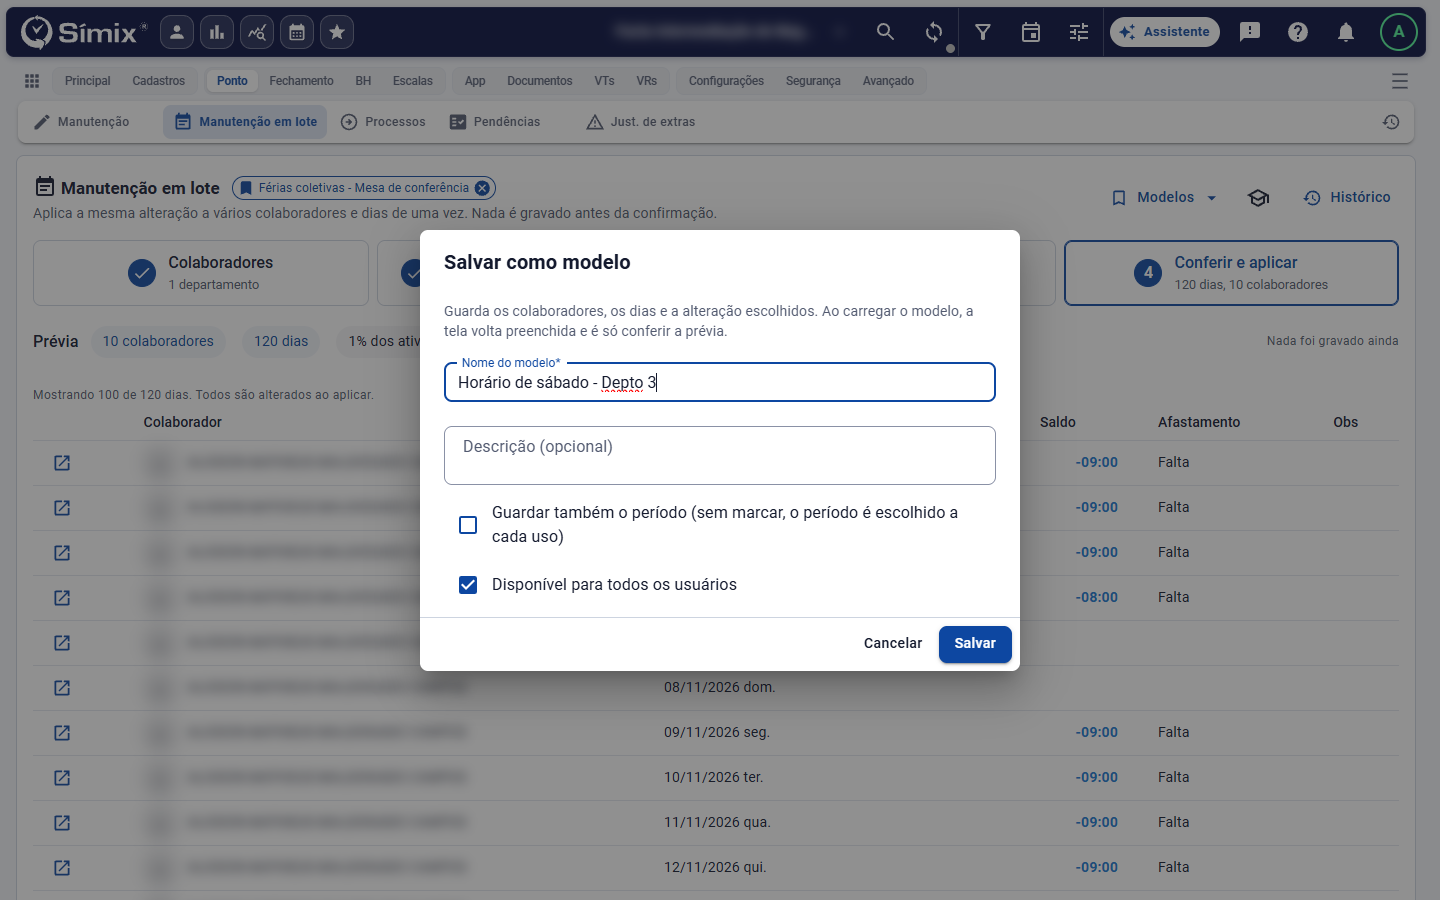 Símix
Assistente
A
Principal Cadastros Ponto Fechamento BH Escalas App Documentos VTs VRs Configurações Segurança Avançado
Manutenção Manutenção em lote Processos Pendências Just. de extras
Manutenção em lote Férias coletivas - Mesa de conferência
Aplica a mesma alteração a vários colaboradores e dias de uma vez. Nada é gravado antes da confirmação.
Modelos Histórico
Colaboradores
1 departamento
4 Conferir e aplicar
120 dias, 10 colaboradores
Prévia 10 colaboradores 120 dias 1% dos
Nada foi gravado ainda
Mostrando 100 de 120 dias. Todos são alterados ao aplicar.
Colaborador Saldo Afastamento Obs
-09:00 Falta
-09:00 Falta
-09:00 Falta
-08:00 Falta
08/11/2026 dom.
09/11/2026 seg. -09:00 Falta
10/11/2026 ter. -09:00 Falta
11/11/2026 qua. -09:00 Falta
12/11/2026 qui. -09:00 Falta
Salvar como modelo
Guarda os colaboradores, os dias e a alteração escolhidos. Ao carregar o modelo, a
tela volta preenchida e é só conferir a prévia.
Nome do modelo*
Horário de sábado - Depto 3
Descrição (opcional)
Guardar também o período (sem marcar, o período é escolhido a
cada uso)
Disponível para todos os usuários
Cancelar Salvar